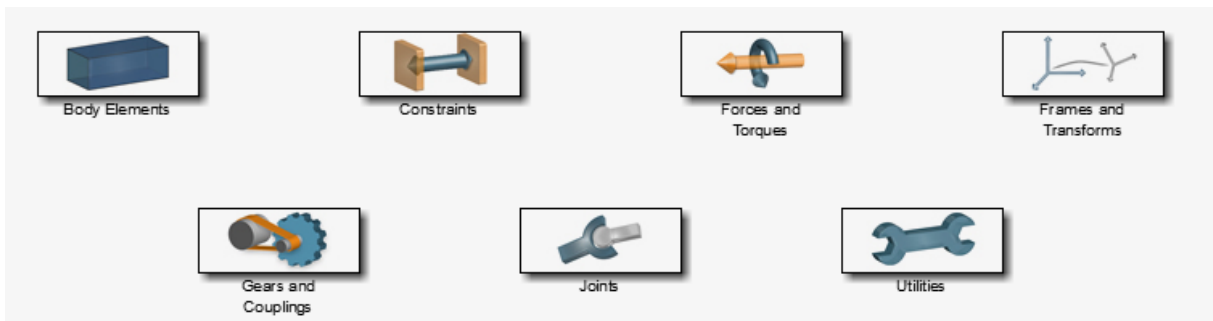 Body Elements
Constraints
Forces and
Torques
Frames and
Transforms
Gears and
Couplings
Joints
Utilities